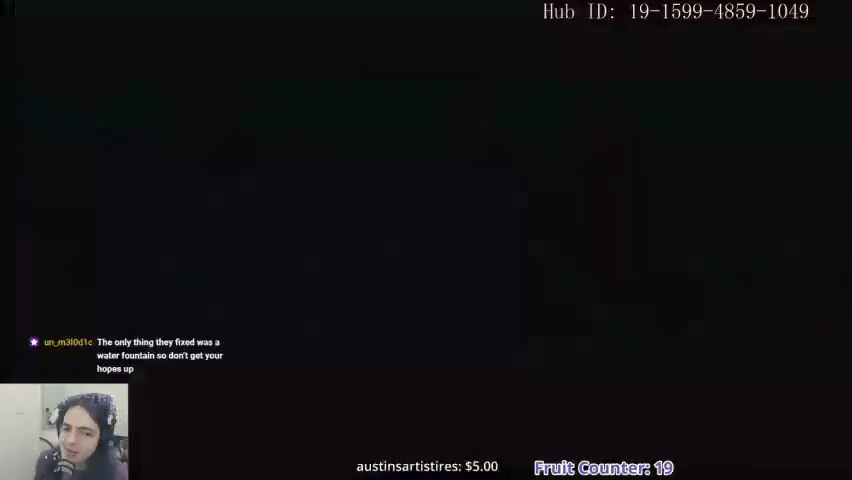 Hub ID: 19-1599-4859-1049
un_m3l0d1c The only thing they fixed was a
water fountain so don't get your
hopes up
austinsartistires: $5.00
Fruit Counter: 19